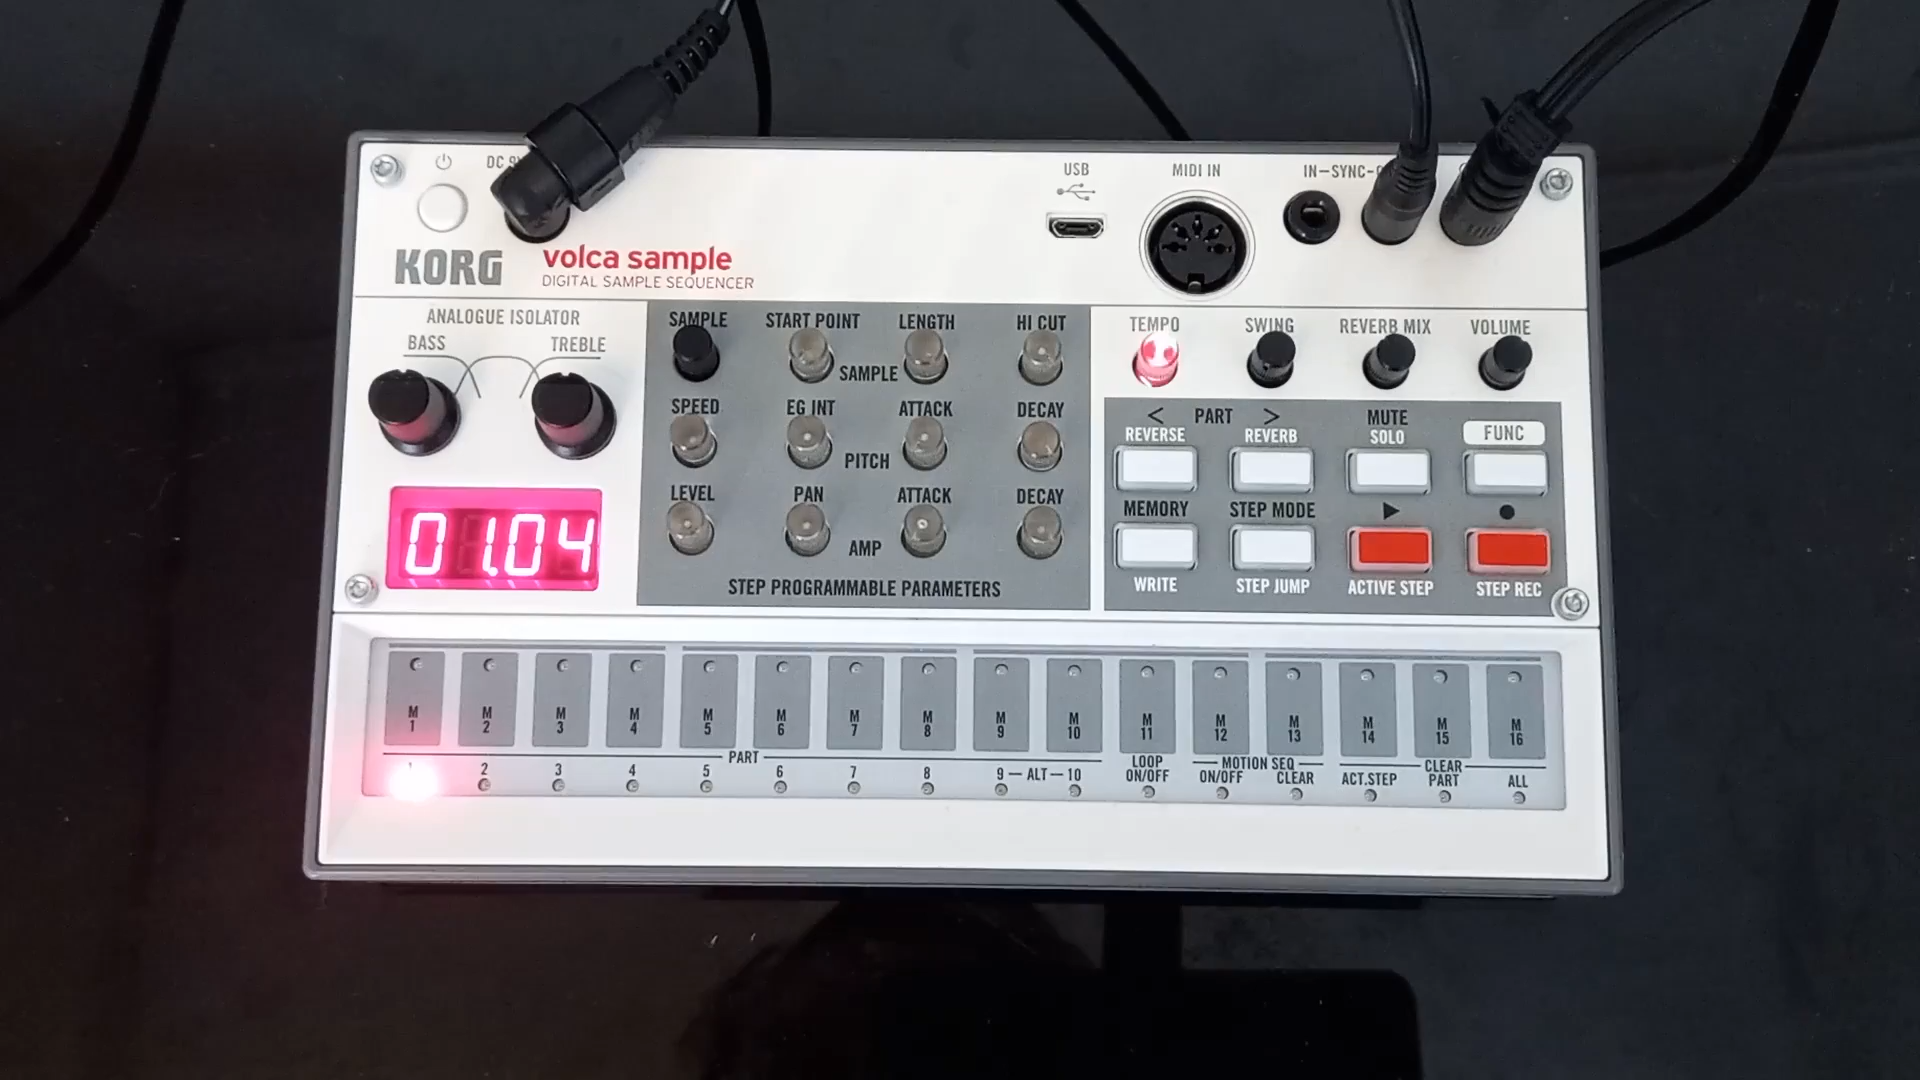 DC 9V
USB
MIDI IN
IN–SYNC–
KORG
volca sample
DIGITAL SAMPLE SEQUENCER
ANALOGUE ISOLATOR
BASS
TREBLE
01.04
SAMPLE START POINT LENGTH HI CUT
SAMPLE
SPEED EG INT ATTACK DECAY
PITCH
LEVEL PAN ATTACK DECAY
AMP
STEP PROGRAMMABLE PARAMETERS
TEMPO SWING REVERB MIX VOLUME
< PART > MUTE
REVERSE REVERB SOLO FUNC
MEMORY STEP MODE
WRITE STEP JUMP ACTIVE STEP STEP REC
M M M M M M M M M M M M M M M M
1 2 3 4 5 6 7 8 9 10 11 12 13 14 15 16
PART
1 2 3 4 5 6 7 8 9 — ALT — 10
LOOP
ON/OFF
MOTION SEQ
ON/OFF CLEAR
CLEAR
ACT.STEP PART ALL